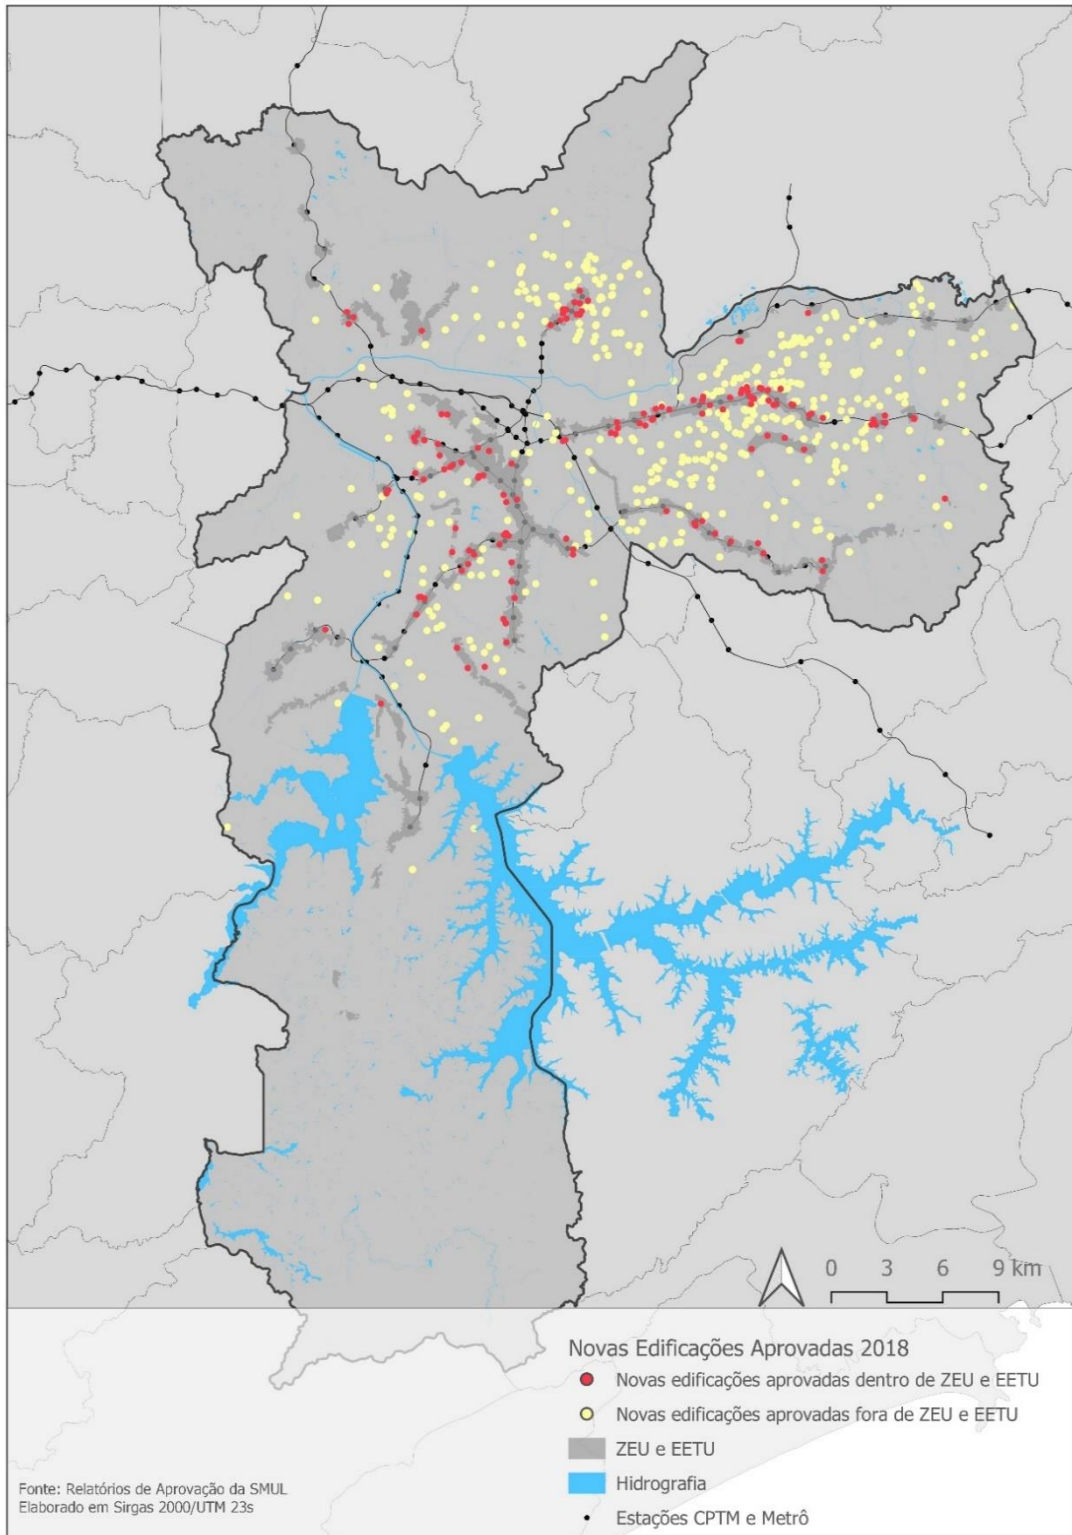 0 3 6 9 km
Novas Edificações Aprovadas 2018
Novas edificações aprovadas dentro de ZEU e EETU
Novas edificações aprovadas fora de ZEU e EETU
ZEU e EETU
Hidrografia
Estações CPTM e Metrô
Fonte: Relatórios de Aprovação da SMUL
Elaborado em Sirgas 2000/UTM 23s